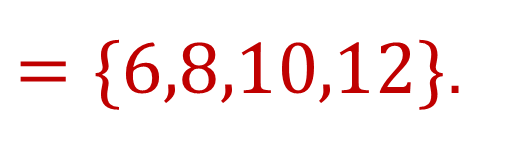 = {6,8,10,12}.